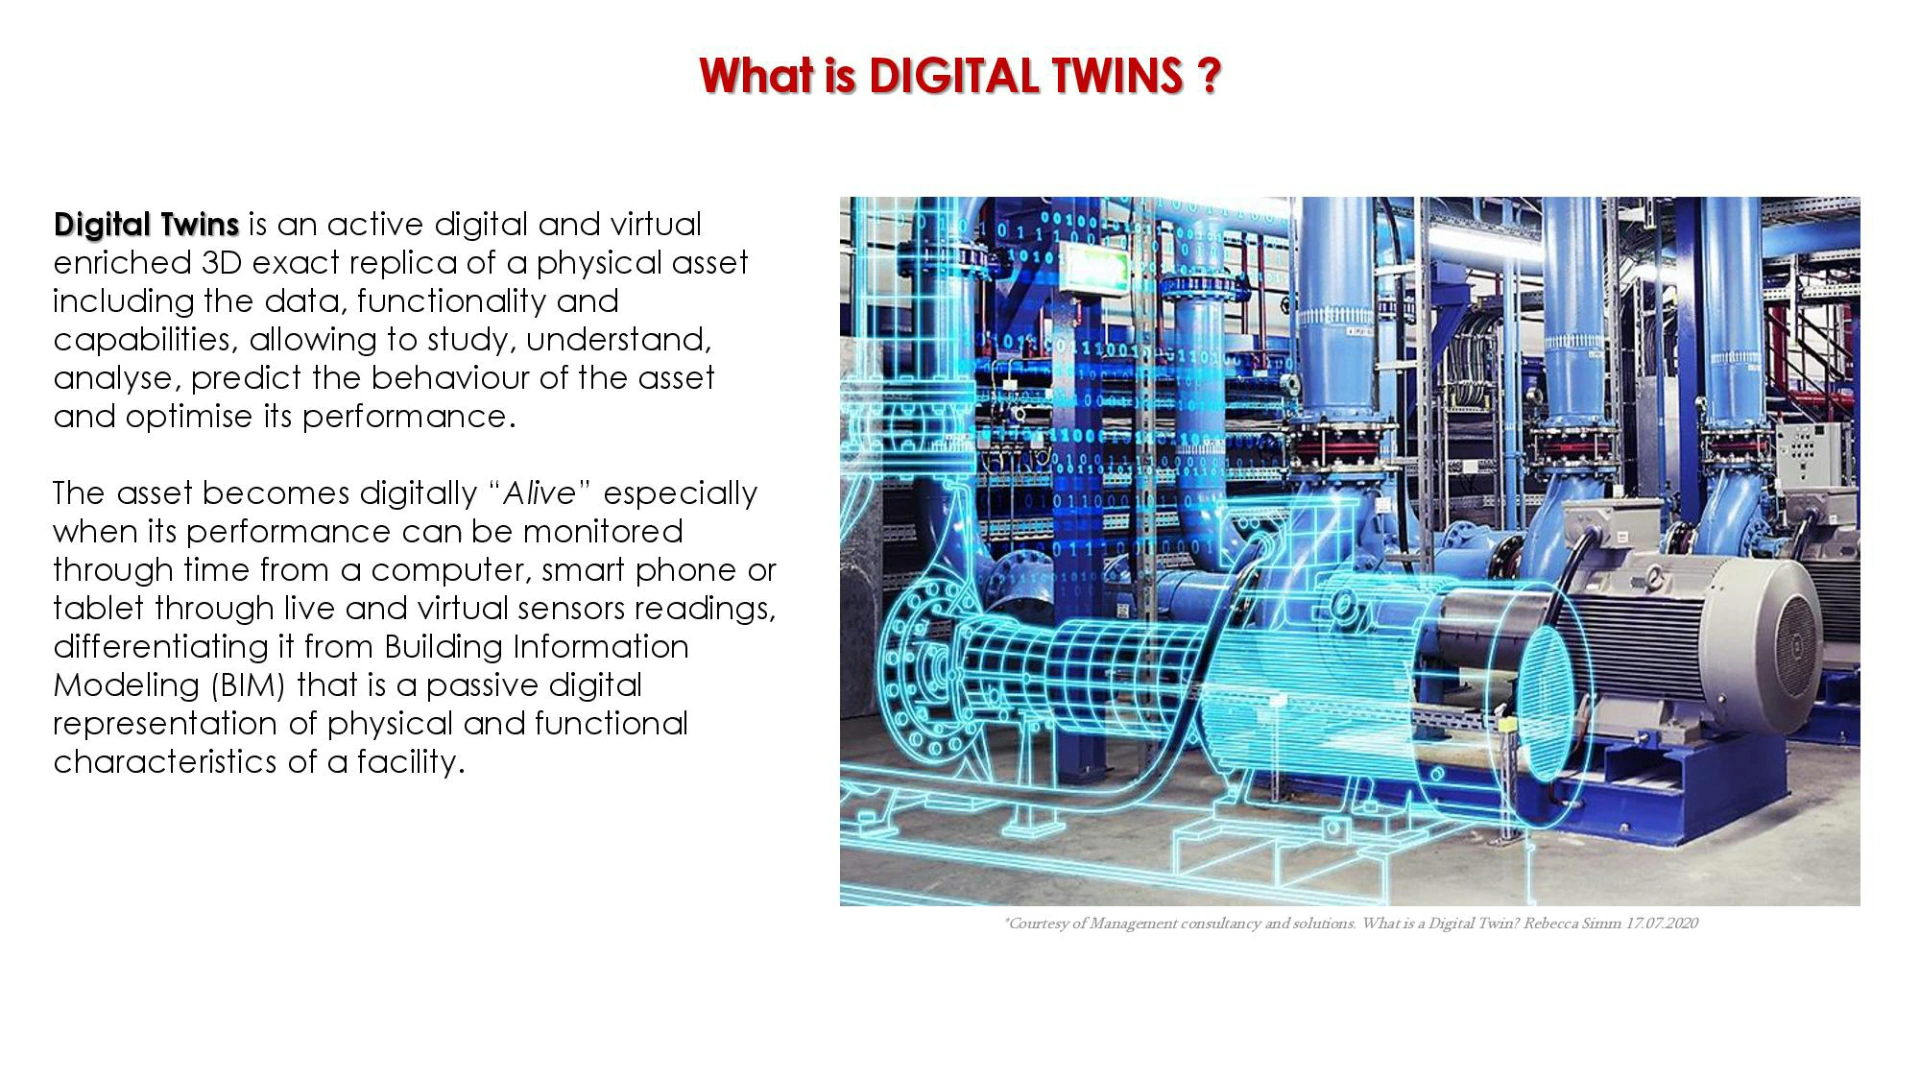 What is DIGITAL TWINS ?
Digital Twins is an active digital and virtual
enriched 3D exact replica of a physical asset
including the data, functionality and
capabilities, allowing to study, understand,
analyse, predict the behaviour of the asset
and optimise its performance.
The asset becomes digitally “Alive” especially
when its performance can be monitored
through time from a computer, smart phone or
tablet through live and virtual sensors readings,
differentiating it from Building Information
Modeling (BIM) that is a passive digital
representation of physical and functional
characteristics of a facility.
*Courtesy of Management consultancy and solutions. What is a Digital Twin? Rebecca Simm 17.07.2020